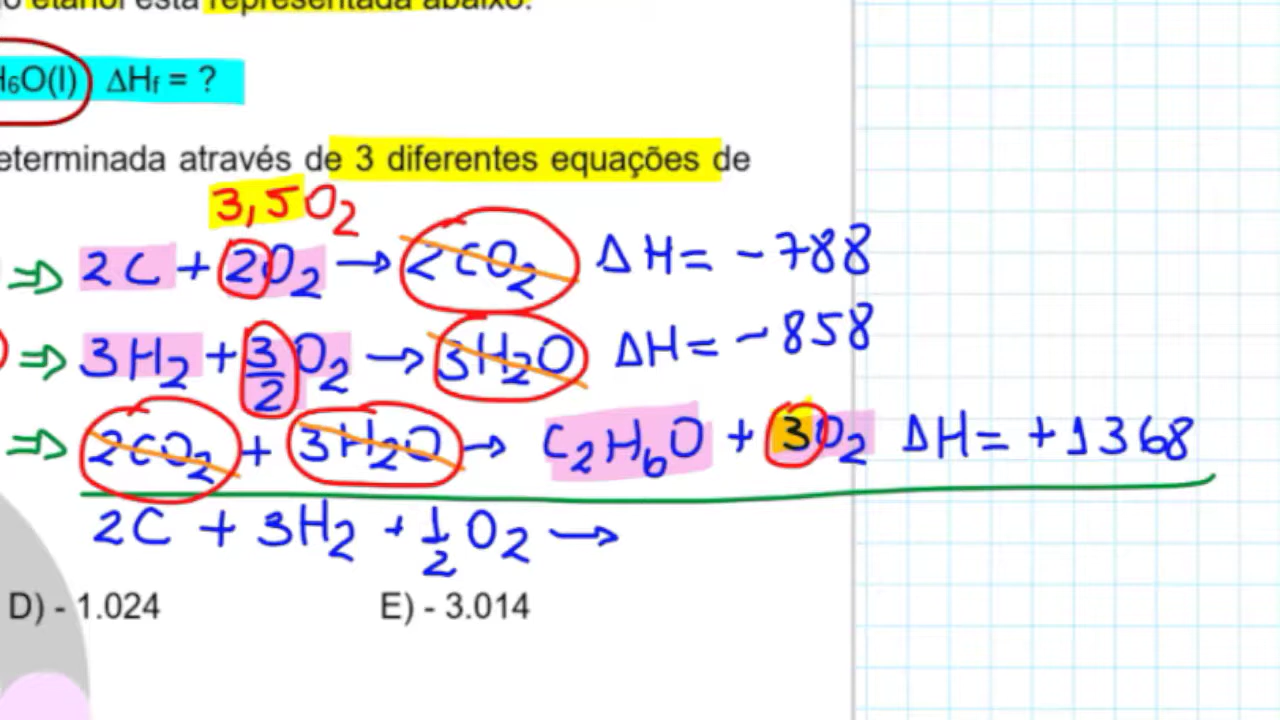 etanol está representada abaixo.
H₆O(l) ΔHf = ?
eterminada através de 3 diferentes equações de
3,5O₂
⇒ 2C + 2O₂ → 2CO₂ ΔH = -788
⇒ 3H₂ + 3/2 O₂ → 3H₂O ΔH = -858
⇒ 2CO₂ + 3H₂O → C₂H₆O + 3O₂ ΔH = +1368
2C + 3H₂ + 1/2 O₂ →
D) - 1.024 E) - 3.014